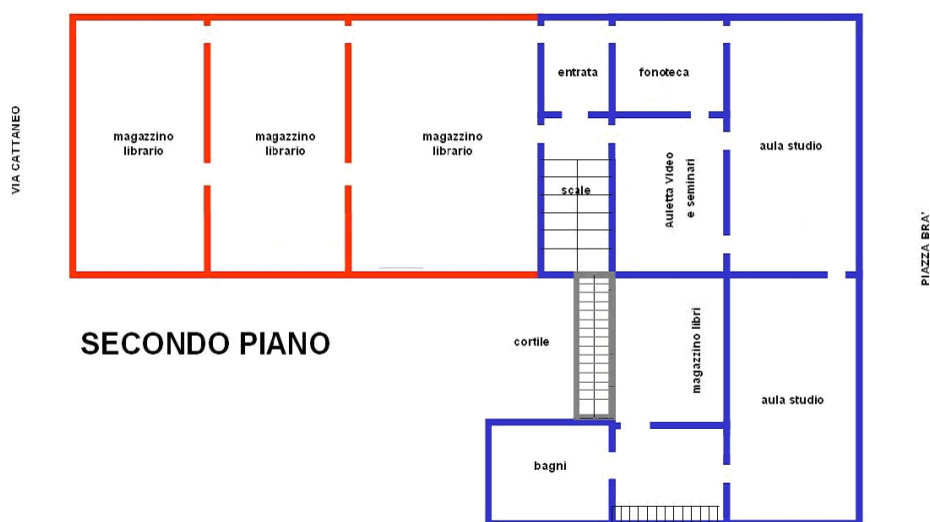 entrata
fonoteca
VIA CATTANEO
magazzino
librario
magazzino
librario
magazzino
librario
aula studio
scale
Auletta Video
e seminari
PIAZZA BRA'
SECONDO PIANO
cortile
magazzino libri
aula studio
bagni